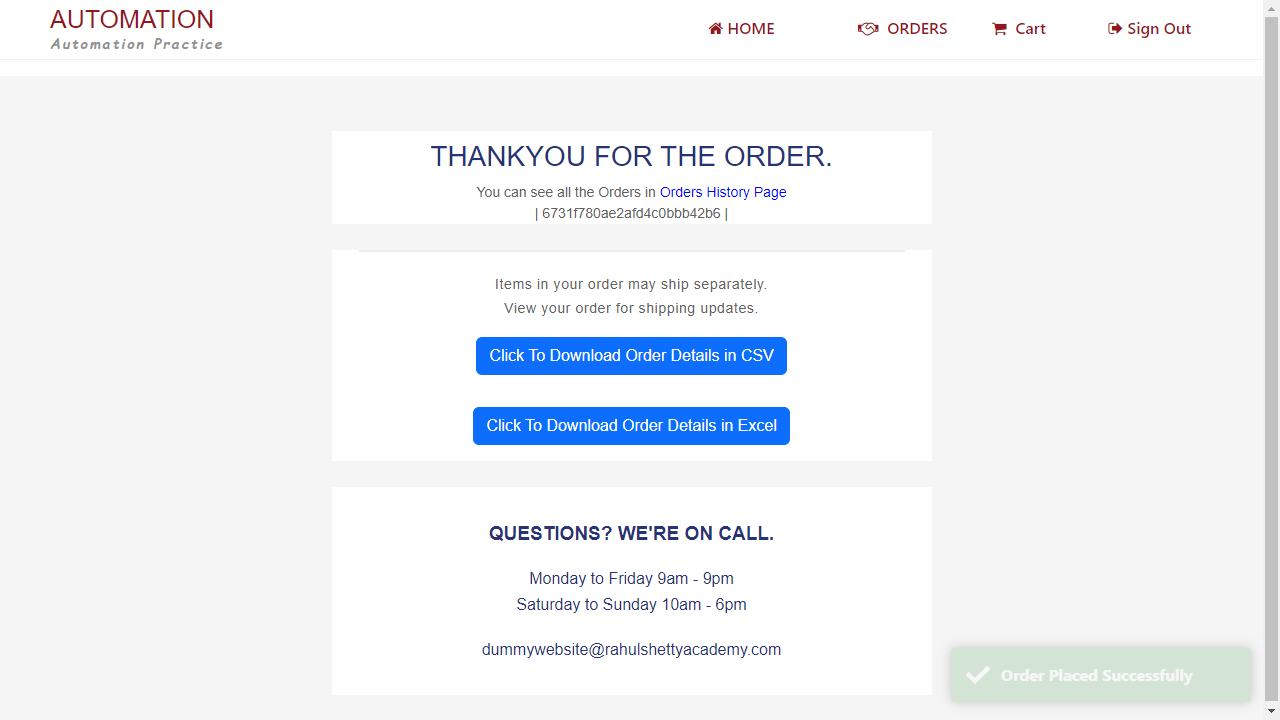 AUTOMATION
Automation Practice
HOME
ORDERS
Cart
Sign Out
THANKYOU FOR THE ORDER.
You can see all the Orders in Orders History Page
| 6731f780ae2afd4c0bbb42b6 |
Items in your order may ship separately.
View your order for shipping updates.
Click To Download Order Details in CSV
Click To Download Order Details in Excel
QUESTIONS? WE'RE ON CALL.
Monday to Friday 9am - 9pm
Saturday to Sunday 10am - 6pm
dummywebsite@rahulshettyacademy.com
Order Placed Successfully